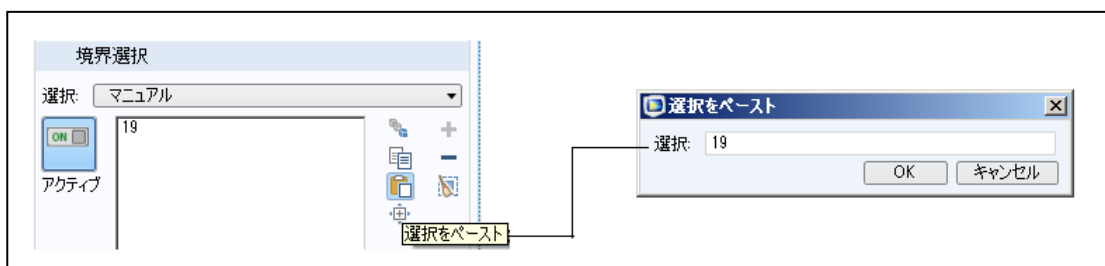 境界選択
選択: マニュアル
ON
19
アクティブ
選択をペースト
選択をペースト
選択: 19
OK キャンセル